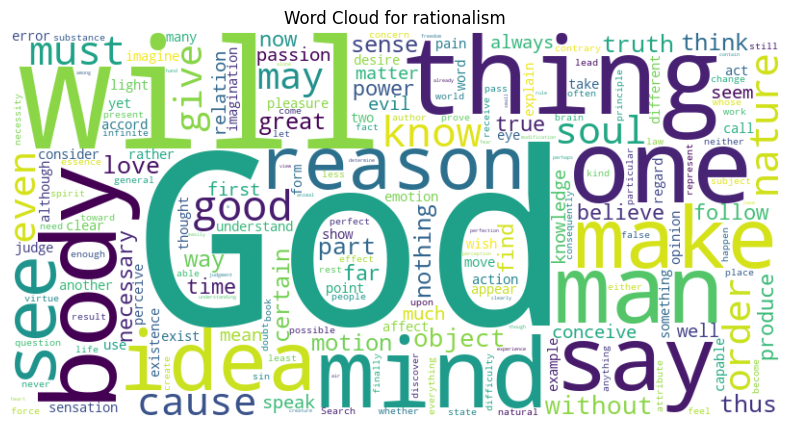 Word Cloud for rationalism
error
substance
many
imagine
must
will
give
light
yet
accord
infinite
necessity
present
now
passion
relation
imagination
desire
pleasure
great
come
let
concern
freedom
sense
pain
matter
may
power
evil
word
two
fact
author
prove
always
contrary
truth
think
still
lead
take
often
explain
different
change
act
seem
whose
work
call
thing
world
pass
receive
brain
principle
already
eye
true
soul
law
neither
nature
know
even
consider
essence
rather
love
although
general
spirit
need
toward
clear
judge
enough
another
virtue
result
use
question
life
never
force
sensation
see
body
necessary
perceive
existence
God
reason
good
first
form
less
view
determine
understand
thought
perfect
emotion
show
part
effect
way
able
time
rest
far
point
people
judgment
understanding
book
doubt
nothing
wish
find
move
action
appear
upon
perfection
perception
clearly
one
perhaps
kind
particular
represent
regard
subject
believe
follow
knowledge
consequently
false
opinion
happen
make
man
place
order
produce
idea
exist
mean
certain
possible
affect
much
object
motion
conceive
either
something
well
though
experience
create
sin
least
cause
speak
finally
discover
everything
difficulty
example
anything
capable
attribute
become
say
thus
feel
without
natural
state
whether
Search
creature
mind